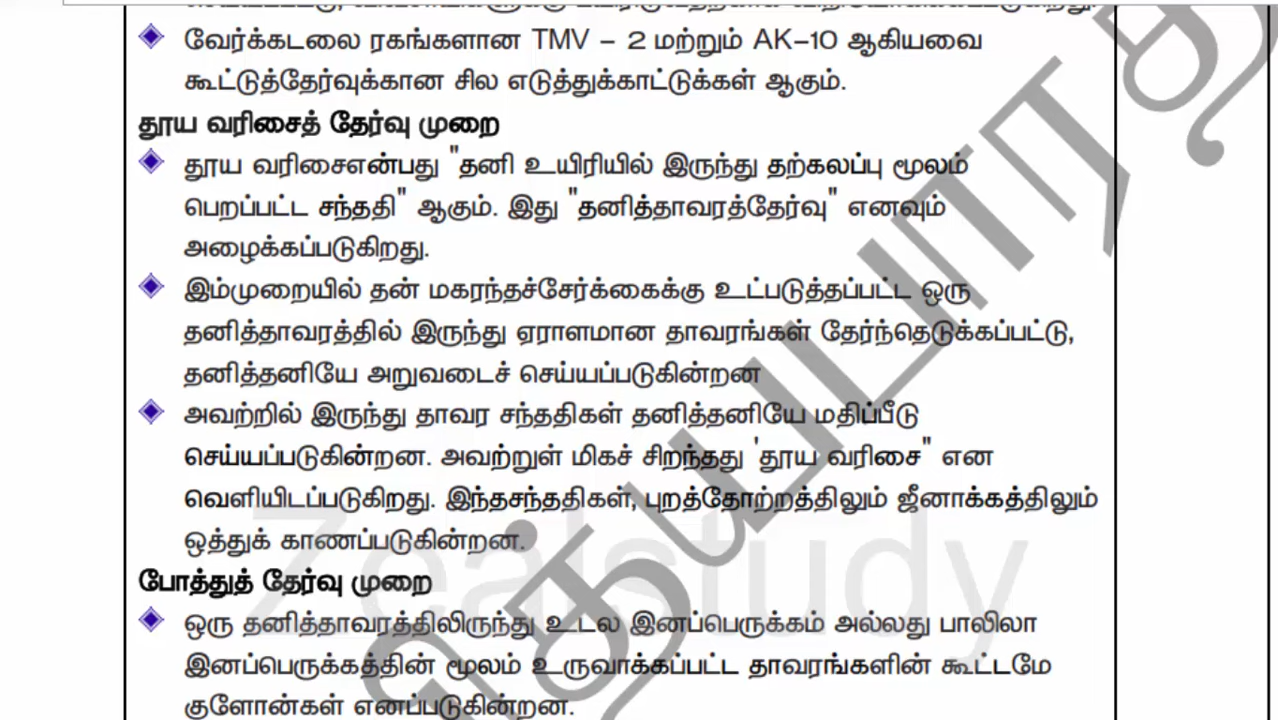 வேர்க்கடலை ரகங்களான TMV – 2 மற்றும் AK–10 ஆகியவை
கூட்டுத்தேர்வுக்கான சில எடுத்துக்காட்டுக்கள் ஆகும்.
தூய வரிசைத் தேர்வு முறை
தூய வரிசைஎன்பது "தனி உயிரியில் இருந்து தற்கலப்பு மூலம்
பெறப்பட்ட சந்ததி" ஆகும். இது "தனித்தாவரத்தேர்வு" எனவும்
அழைக்கப்படுகிறது.
இம்முறையில் தன் மகரந்தச்சேர்க்கைக்கு உட்படுத்தப்பட்ட ஒரு
தனித்தாவரத்தில் இருந்து ஏராளமான தாவரங்கள் தேர்ந்தெடுக்கப்பட்டு,
தனித்தனியே அறுவடைச் செய்யப்படுகின்றன
அவற்றில் இருந்து தாவர சந்ததிகள் தனித்தனியே மதிப்பீடு
செய்யப்படுகின்றன. அவற்றுள் மிகச் சிறந்தது 'தூய வரிசை" என
வெளியிடப்படுகிறது. இந்தசந்ததிகள், புறத்தோற்றத்திலும் ஜீனாக்கத்திலும்
ஒத்துக் காணப்படுகின்றன.
போத்துத் தேர்வு முறை
ஒரு தனித்தாவரத்திலிருந்து உடல இனப்பெருக்கம் அல்லது பாலிலா
இனப்பெருக்கத்தின் மூலம் உருவாக்கப்பட்ட தாவரங்களின் கூட்டமே
குளோன்கள் எனப்படுகின்றன.
Zealstudy